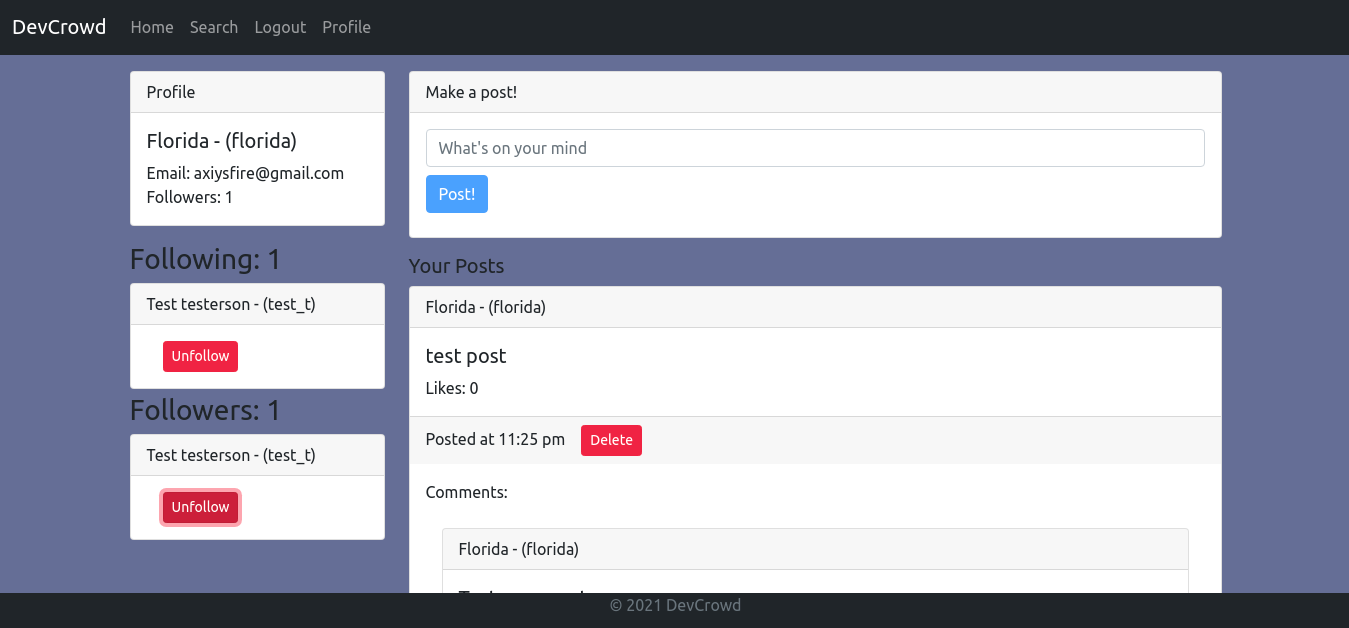 DevCrowd Home Search Logout Profile
Profile
Florida - (florida)
Email: axiysfire@gmail.com
Followers: 1
Following: 1
Test testerson - (test_t)
Unfollow
Followers: 1
Test testerson - (test_t)
Unfollow
Make a post!
What's on your mind
Post!
Your Posts
Florida - (florida)
test post
Likes: 0
Posted at 11:25 pm Delete
Comments:
Florida - (florida)
© 2021 DevCrowd